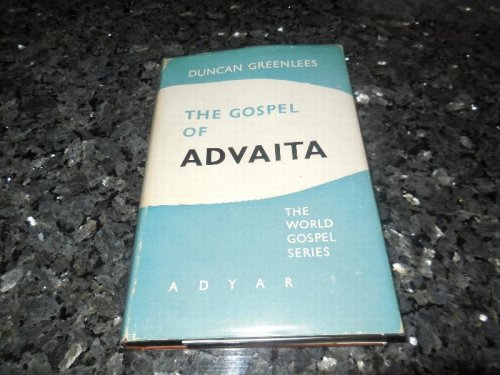 DUNCAN GREENLEES
THE GOSPEL
OF
ADVAITA
THE
WORLD
GOSPEL
SERIES
ADYAR